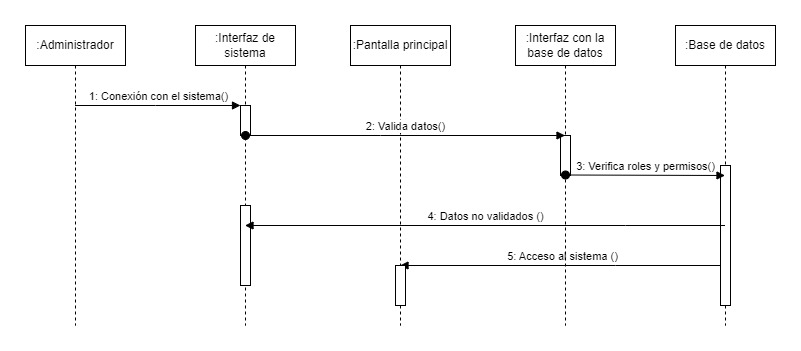 :Administrador
:Interfaz de
sistema
:Pantalla principal
:Interfaz con la
base de datos
:Base de datos
1: Conexión con el sistema()
2: Valida datos()
3: Verifica roles y permisos()
4: Datos no validados ()
5: Acceso al sistema ()